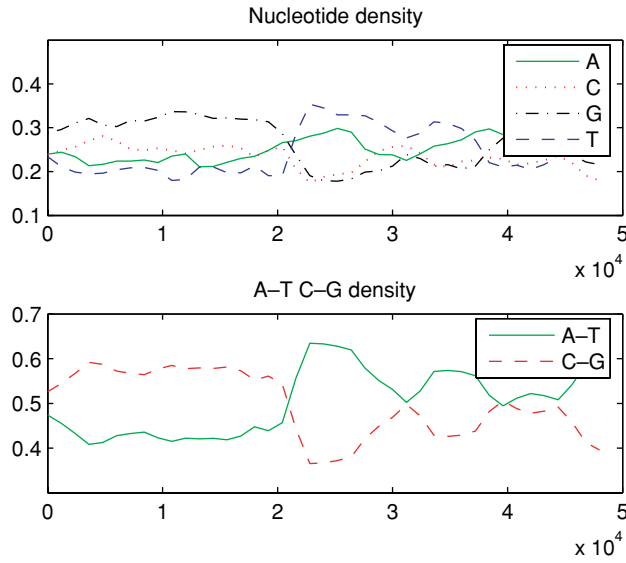 Nucleotide density
0.4
0.3
0.2
0.1
A
C
G
T
0 1 2 3 4 5
x 10^4
A–T C–G density
0.7
0.6
0.5
0.4
A–T
C–G
0 1 2 3 4 5
x 10^4